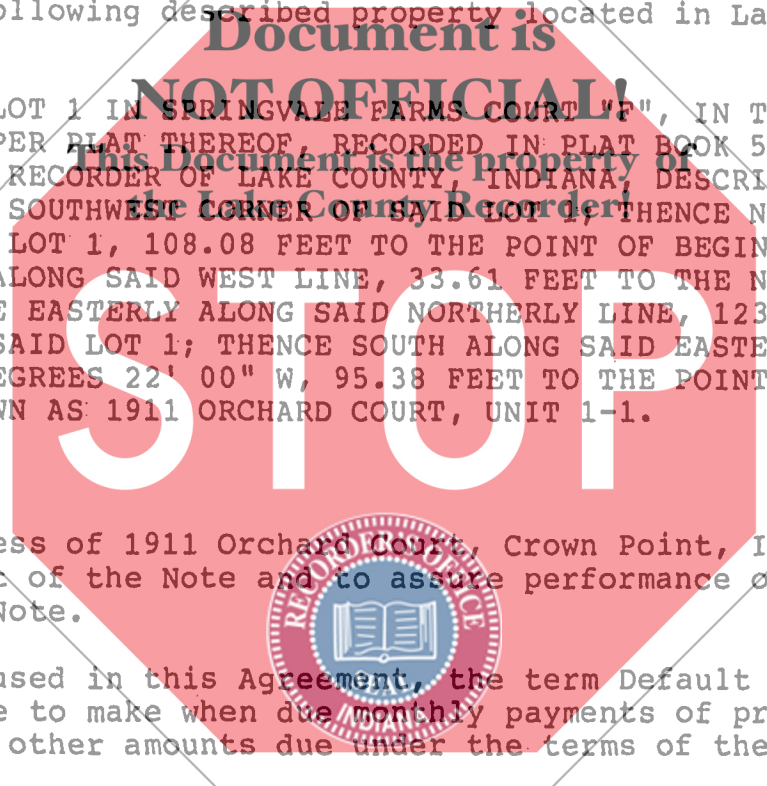 ollowing described property located in La
Document is
NOT OFFICIAL!
LOT 1 IN SPRINGVALE FARMS COURT "F", IN T
PER PLAT THEREOF, RECORDED IN PLAT BOOK 5
This Document is the property of
RECORDER OF LAKE COUNTY, INDIANA, DESCRI
the Lake County Recorder!
SOUTHWEST CORNER OF SAID LOT 1; THENCE N
LOT 1, 108.08 FEET TO THE POINT OF BEGIN
ALONG SAID WEST LINE, 33.61 FEET TO THE N
E EASTERLY ALONG SAID NORTHERLY LINE, 123
SAID LOT 1; THENCE SOUTH ALONG SAID EASTE
EGREES 22' 00" W, 95.38 FEET TO THE POINT
WN AS 1911 ORCHARD COURT, UNIT 1-1.
STOP
ess of 1911 Orchard Court, Crown Point, I
t of the Note and to assure performance o
Note.
RECORDER'S OFFICE
used in this Agreement, the term Default
e to make when due monthly payments of pr
INDIANA
other amounts due under the terms of the